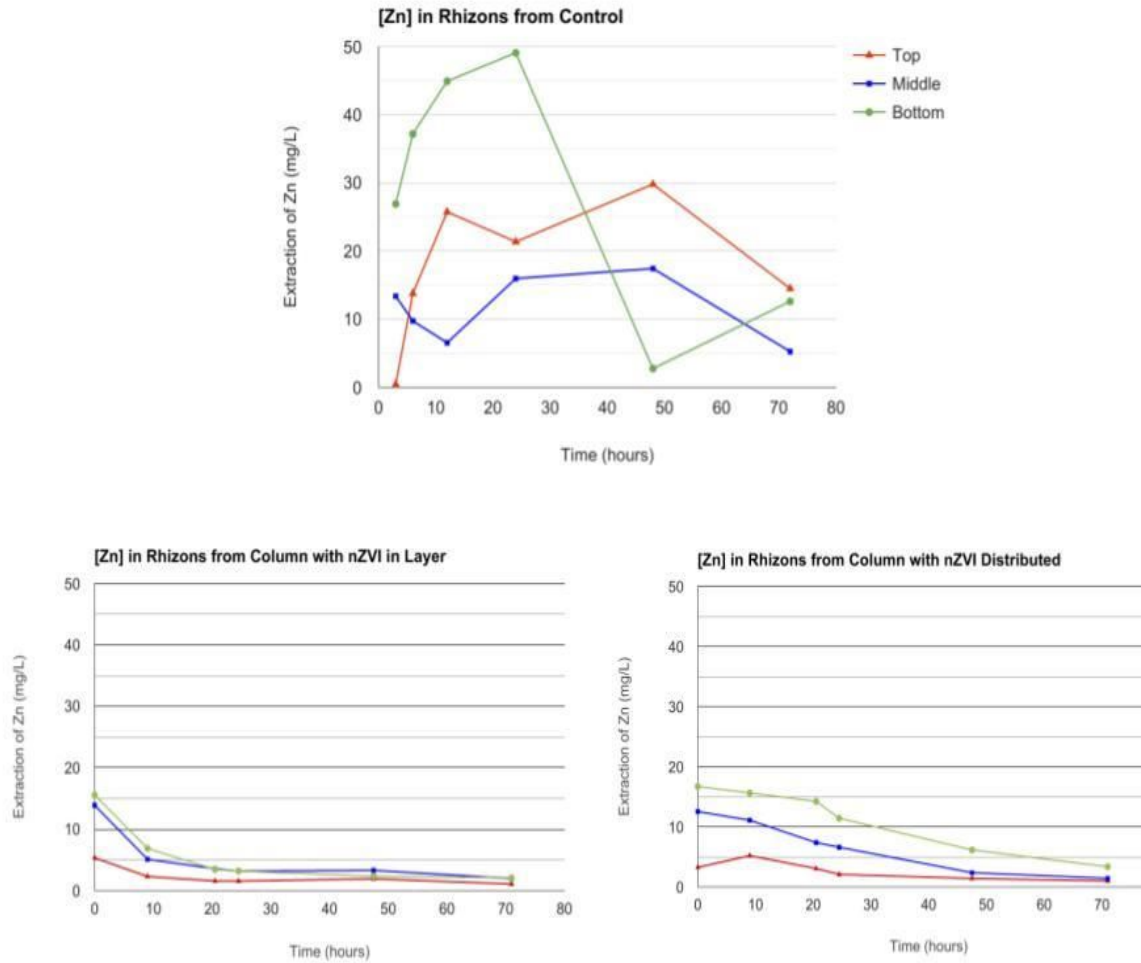 [Zn] in Rhizons from Control
50
40
30
20
10
0
Extraction of Zn (mg/L)
0 10 20 30 40 50 60 70 80
Time (hours)
Top
Middle
Bottom
[Zn] in Rhizons from Column with nZVI in Layer
50
40
30
20
10
0
Extraction of Zn (mg/L)
0 10 20 30 40 50 60 70 80
Time (hours)
[Zn] in Rhizons from Column with nZVI Distributed
50
40
30
20
10
0
Extraction of Zn (mg/L)
0 10 20 30 40 50 60 70
Time (hours)